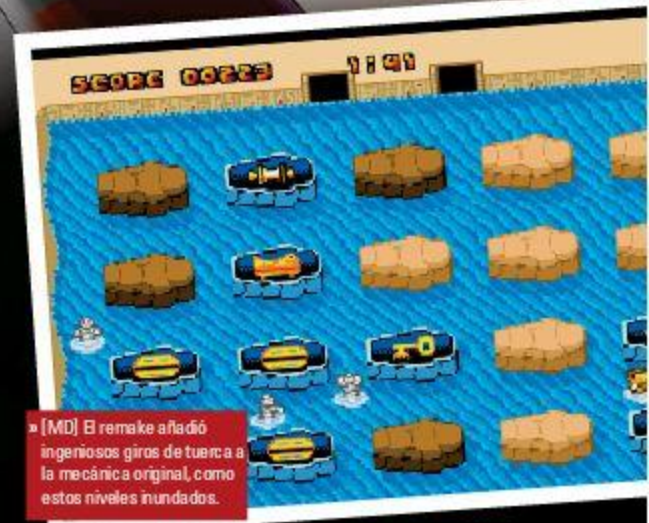 SCORE 00223 1:41
» [MD] El remake añadió
ingeniosos giros de tuerca a
la mecánica original, como
estos niveles inundados.